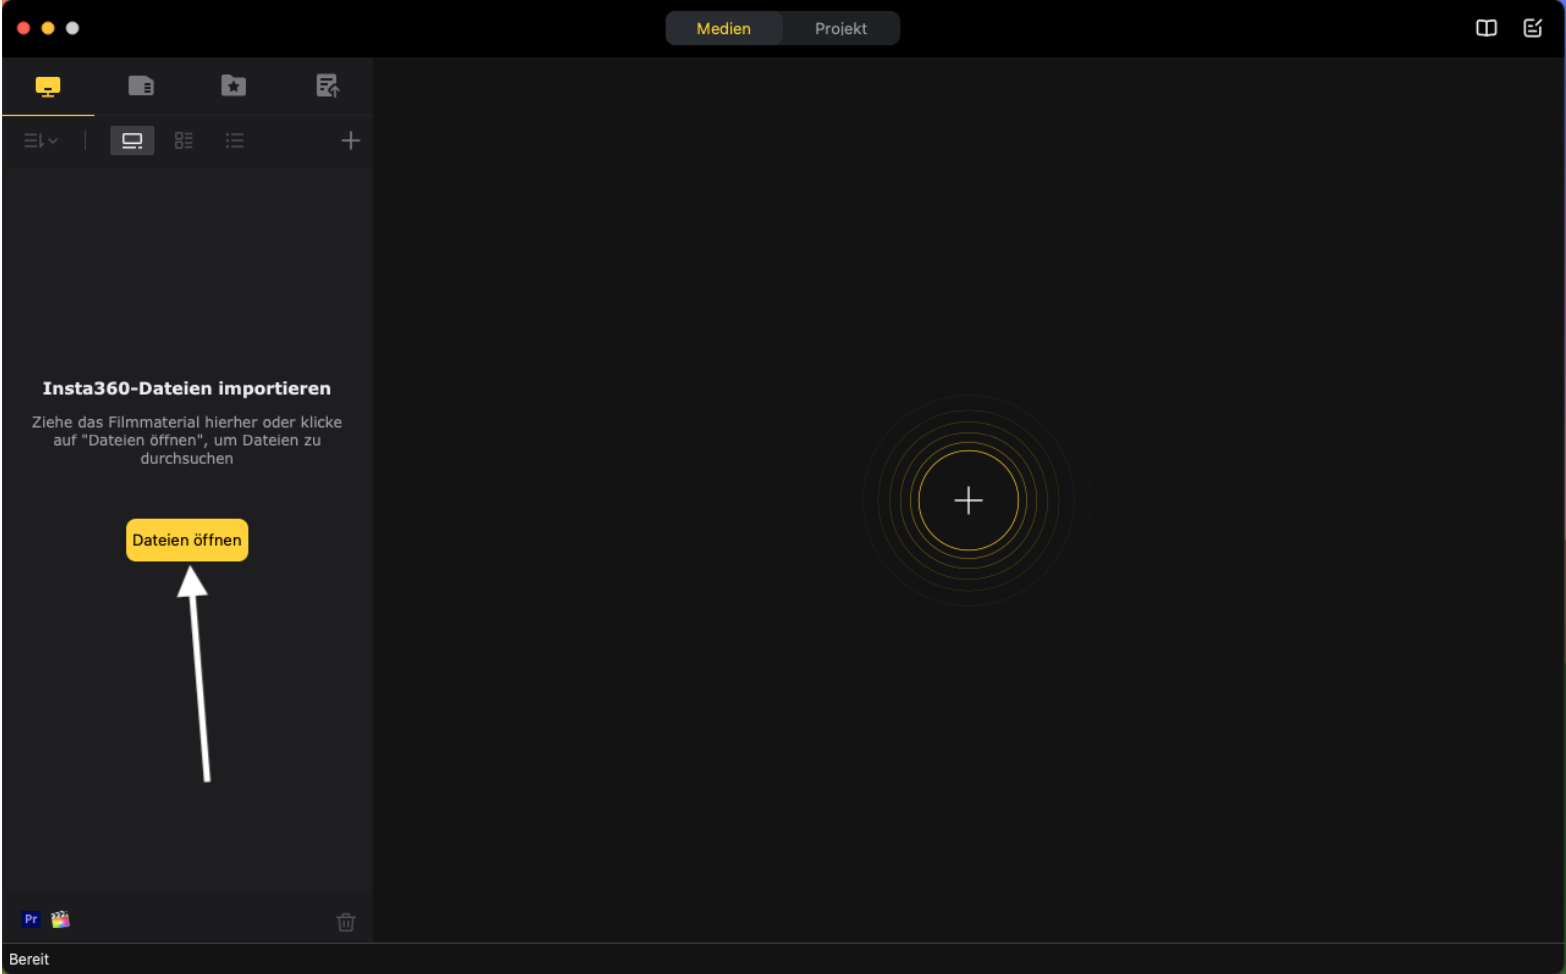 Medien
Projekt
Insta360-Dateien importieren
Ziehe das Filmmaterial hierher oder klicke
auf "Dateien öffnen", um Dateien zu
durchsuchen
Dateien öffnen
Pr
Bereit